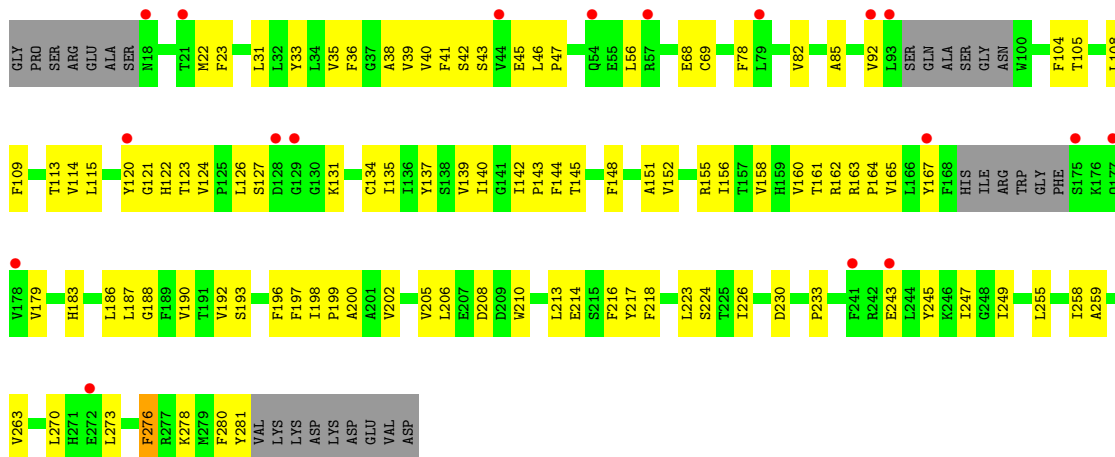 GLY PRO SER ARG GLU ALA SER N18 T21 M22 F23 L31 L32 Y33 L34 V35 F36 G37 A38 V39 V40 F41 S42 S43 V44 E45 L46 P47 Q54 E55 L56 R57 E68 C69 F78 L79 V82 A85 V92 L93 SER GLN ALA SER GLY ASN W100 F104 T105 L108
F109 T113 V114 L115 Y120 G121 H122 T123 V124 P125 L126 S127 D128 G129 G130 K131 C134 I135 I136 Y137 S138 V139 I140 G141 I142 P143 F144 T145 F148 A151 V152 R155 I156 T157 V158 H159 V160 T161 R162 R163 P164 V165 L166 Y167 F168 HIS ILE ARG TRP GLY PHE S175 K176 Q177
V178 V179 H183 L186 L187 G188 F189 V190 T191 V192 S193 F196 F197 I198 P199 A200 A201 V202 V205 L206 E207 D208 D209 W210 L213 E214 S215 F216 Y217 F218 L223 S224 T225 I226 D230 P233 F241 R242 E243 L244 Y245 K246 I247 G248 I249 L255 I258 A259
V263 L270 H271 E272 L273 F276 R277 K278 M279 F280 Y281 VAL LYS LYS ASP LYS ASP GLU VAL ASP